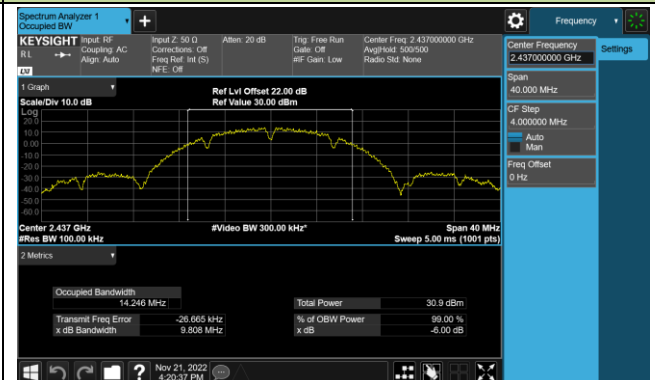 Spectrum Analyzer 1
Occupied BW
Frequency
KEYSIGHT
R L
LXI
Input: RF
Coupling: AC
Align: Auto
Input Z: 50 Ω
Corrections: Off
Freq Ref: Int (S)
NFE: Off
Atten: 20 dB
Trig: Free Run
Gate: Off
#IF Gain: Low
Center Freq: 2.437000000 GHz
Avg|Hold: 500/500
Radio Std: None
1 Graph
Scale/Div 10.0 dB
Ref Lvl Offset 22.00 dB
Ref Value 30.00 dBm
Log
20.0
10.0
0.00
-10.0
-20.0
-30.0
-40.0
-50.0
-60.0
Center 2.437 GHz
#Res BW 100.00 kHz
#Video BW 300.00 kHz*
Span 40 MHz
Sweep 5.00 ms (1001 pts)
2 Metrics
Occupied Bandwidth
14.246 MHz
Total Power 30.9 dBm
Transmit Freq Error -26.665 kHz
% of OBW Power 99.00 %
x dB Bandwidth 9.808 MHz
x dB -6.00 dB
Nov 21, 2022
4:20:37 PM
Center Frequency
2.437000000 GHz
Settings
Span
40.000 MHz
CF Step
4.000000 MHz
Auto
Man
Freq Offset
0 Hz